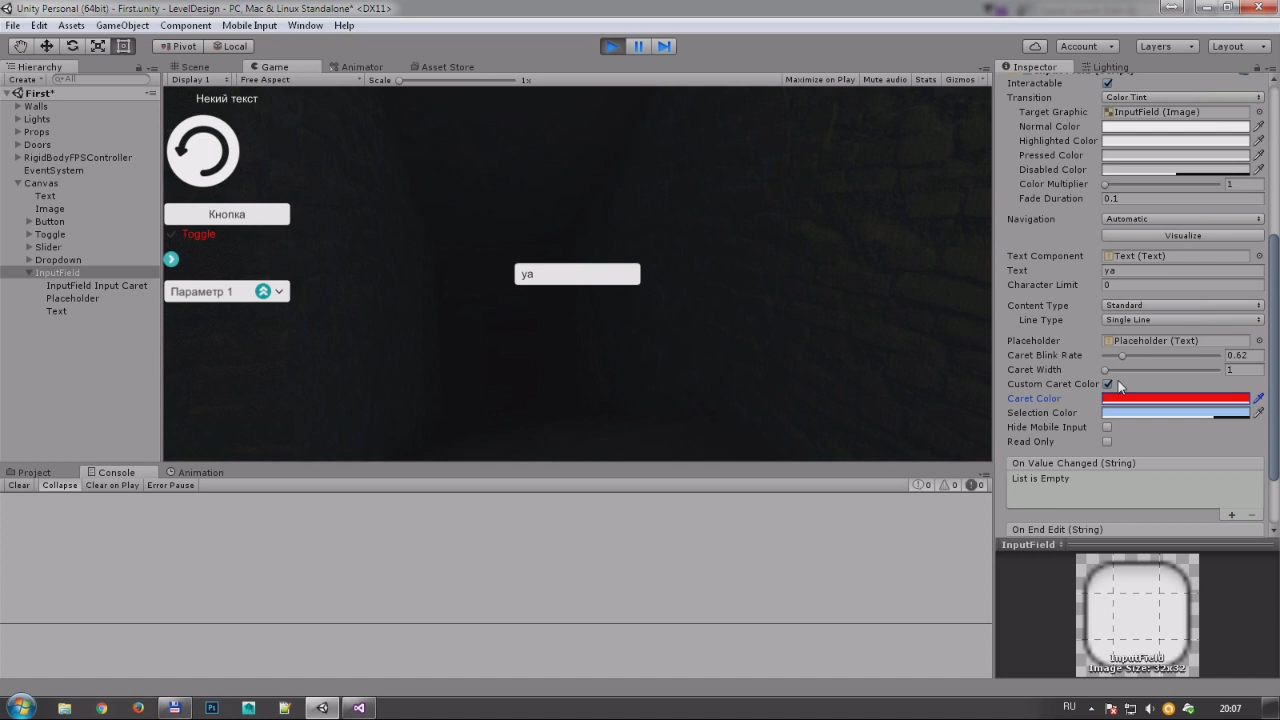 Unity Personal (64bit) - First.unity - LevelDesign - PC, Mac & Linux Standalone* <DX11>
File Edit Assets GameObject Component Mobile Input Window Help
Pivot Local Account Layers Layout
Hierarchy Scene Game Animator Asset Store Inspector Lighting
Create All Display 1 Free Aspect Scale 1x Maximize on Play Mute audio Stats Gizmos
First*
Walls
Lights
Props
Doors
RigidBodyFPSController
EventSystem
Canvas
Text
Image
Button
Toggle
Slider
Dropdown
InputField
InputField Input Caret
Placeholder
Text
Некий текст
Кнопка
Toggle
Параметр 1
ya
Interactable
Transition Color Tint
Target Graphic InputField (Image)
Normal Color
Highlighted Color
Pressed Color
Disabled Color
Color Multiplier 1
Fade Duration 0.1
Navigation Automatic
Visualize
Text Component Text (Text)
Text ya
Character Limit 0
Content Type Standard
Line Type Single Line
Placeholder Placeholder (Text)
Caret Blink Rate 0.62
Caret Width 1
Custom Caret Color
Caret Color
Selection Color
Hide Mobile Input
Read Only
On Value Changed (String)
List is Empty
On End Edit (String)
Project Console Animation
Clear Collapse Clear on Play Error Pause 0 0 0
InputField
InputField
Image Size: 32x32
RU 20:07